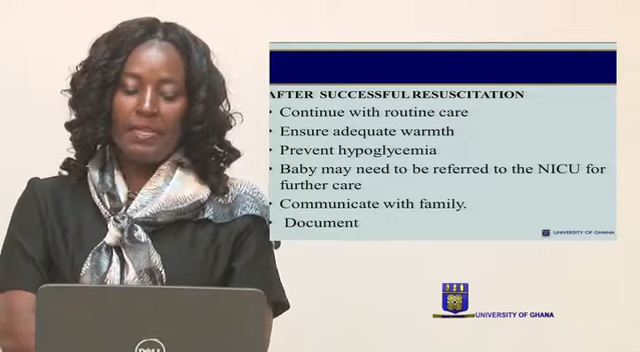 AFTER SUCCESSFUL RESUSCITATION
• Continue with routine care
• Ensure adequate warmth
• Prevent hypoglycemia
• Baby may need to be referred to the NICU for
further care
• Communicate with family.
• Document
UNIVERSITY OF GHANA
UNIVERSITY OF GHANA
DELL